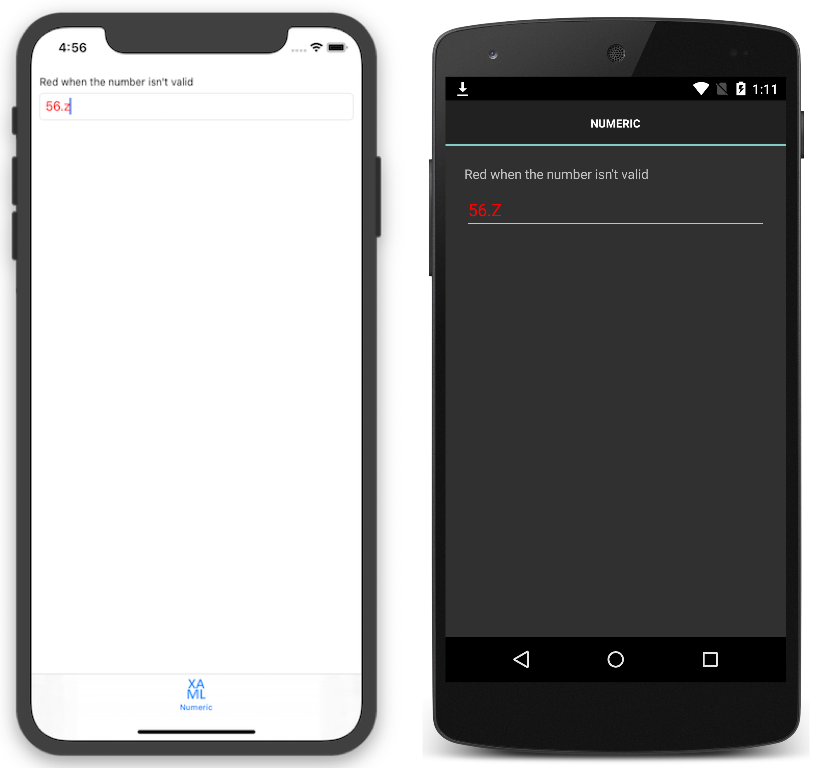 4:56
Red when the number isn't valid
56.z
XA
ML
Numeric
1:11
NUMERIC
Red when the number isn't valid
56.Z